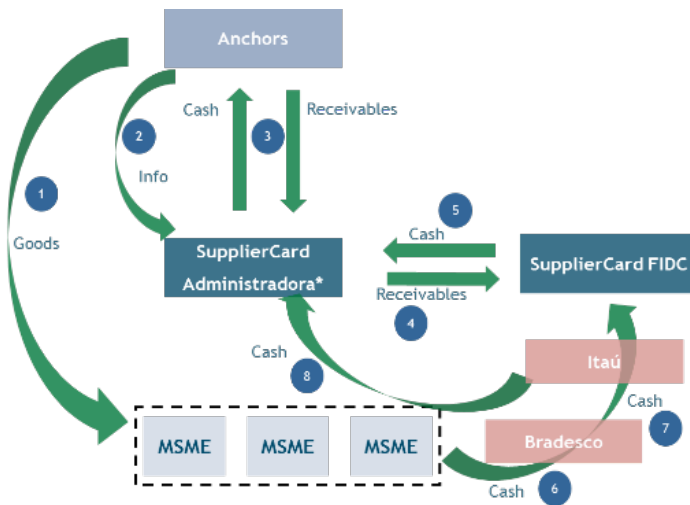 Anchors
Cash
3
Receivables
2
Info
1
Goods
SupplierCard
Administradora*
5
Cash
Receivables
4
SupplierCard FIDC
Cash
8
Itaú
Cash
7
Bradesco
Cash
6
MSME
MSME
MSME